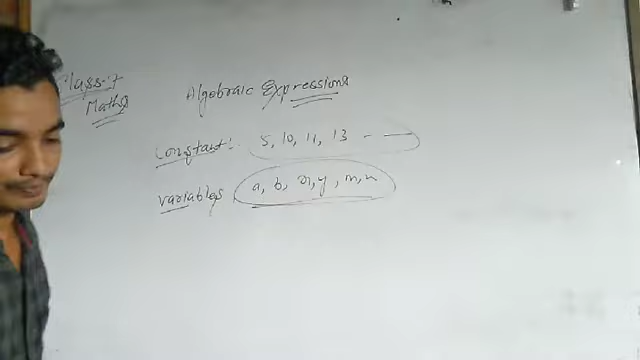 Class-7
Maths
Algebraic Expressions
Constant: 5, 10, 11, 13 - —
Variables a, b, x, y, m, n